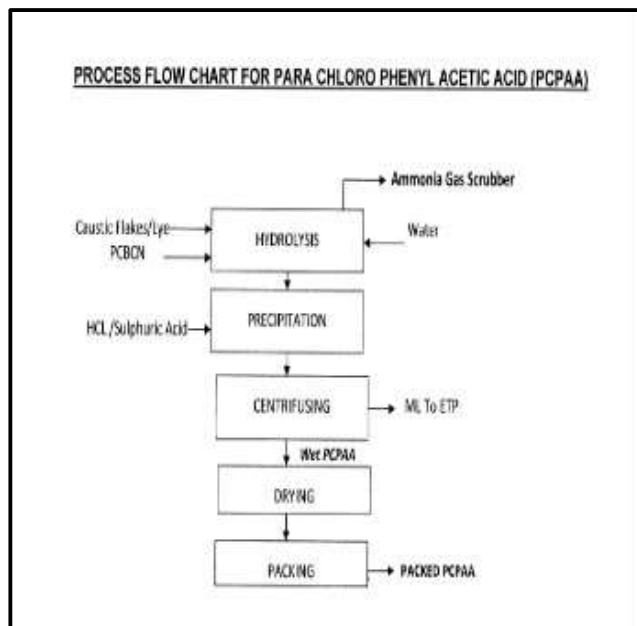 PROCESS FLOW CHART FOR PARA CHLORO PHENYL ACETIC ACID (PCPAA)
Ammonia Gas Scrubber
Caustic Flakes/Lye
PCBCN
HYDROLYSIS
Water
HCL/Sulphuric Acid
PRECIPITATION
CENTRIFUSING
ML To ETP
Wet PCPAA
DRYING
PACKING
PACKED PCPAA